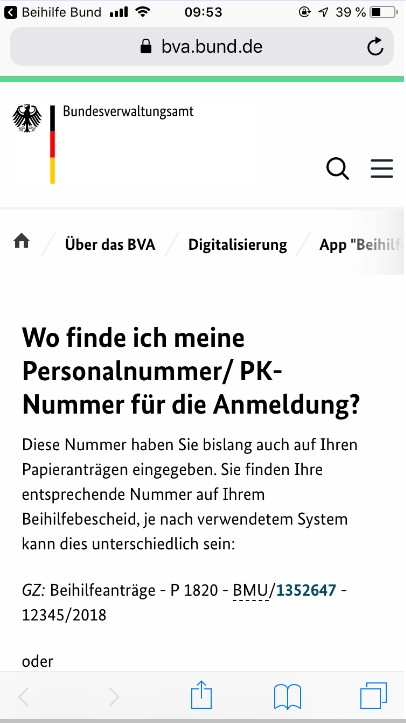 Beihilfe Bund 09:53 39 %
bva.bund.de
Bundesverwaltungsamt
Über das BVA Digitalisierung App "Beihilf
Wo finde ich meine
Personalnummer/ PK-
Nummer für die Anmeldung?
Diese Nummer haben Sie bislang auch auf Ihren
Papieranträgen eingegeben. Sie finden Ihre
entsprechende Nummer auf Ihrem
Beihilfebescheid, je nach verwendetem System
kann dies unterschiedlich sein:
GZ: Beihilfeanträge - P 1820 - BMU/1352647 -
12345/2018
oder